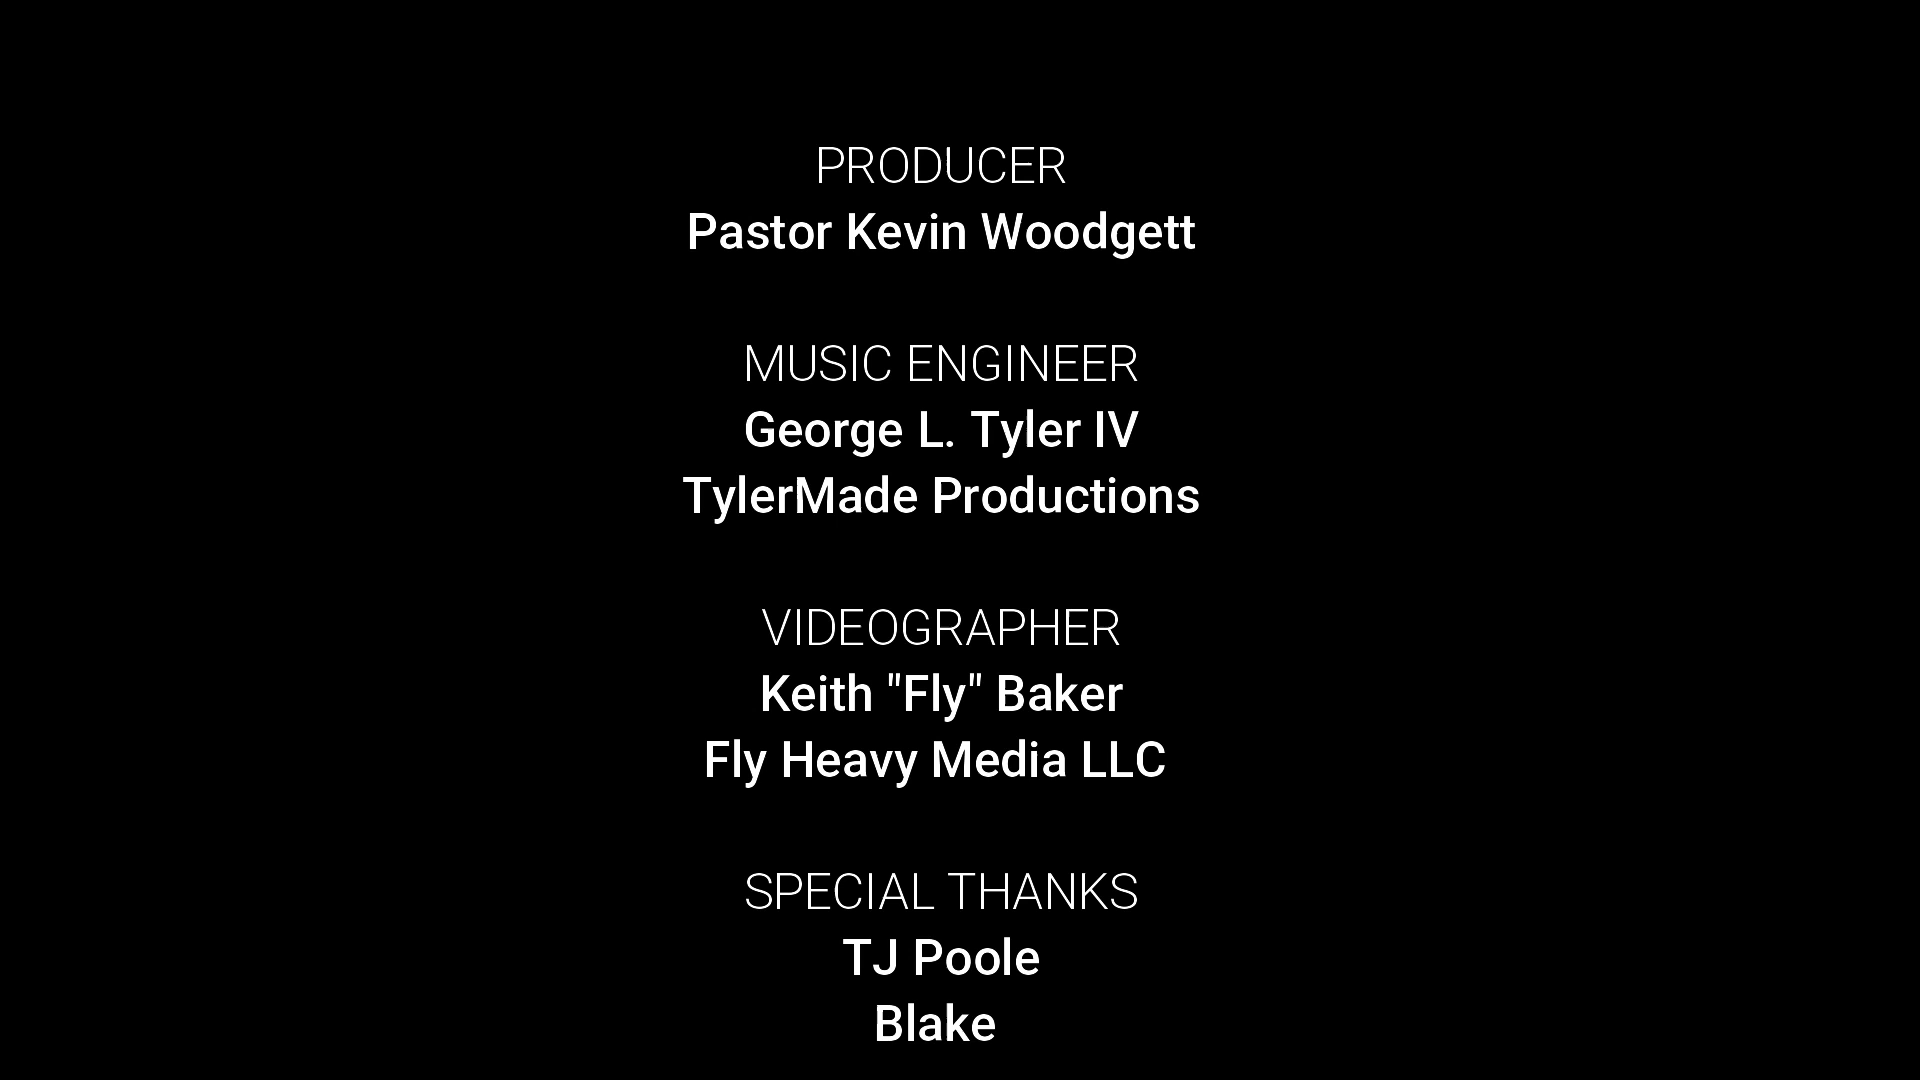 PRODUCER
Pastor Kevin Woodgett
MUSIC ENGINEER
George L. Tyler IV
TylerMade Productions
VIDEOGRAPHER
Keith "Fly" Baker
Fly Heavy Media LLC
SPECIAL THANKS
TJ Poole
Blake